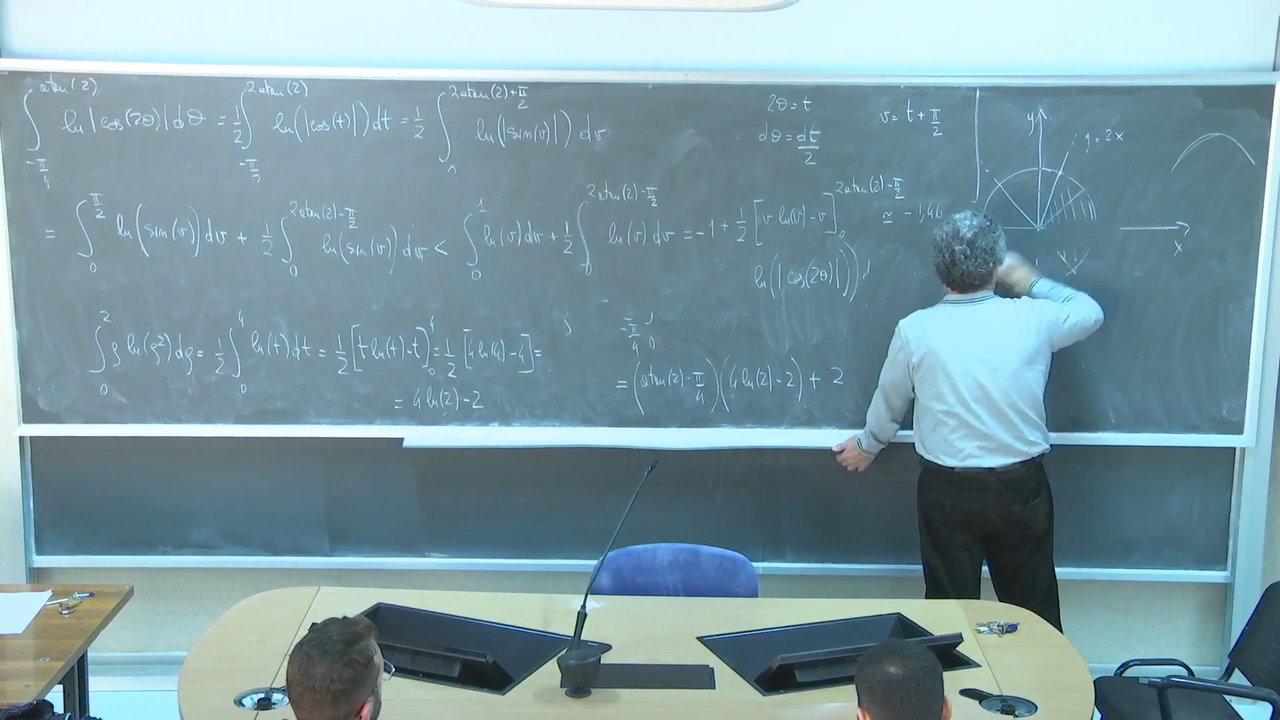 ∫_{-π/4}^{atan(2)} ln|cos(2θ)|dθ = 1/2 ∫_{-π/2}^{2atan(2)} ln(|cos(t)|)dt = 1/2 ∫_0^{2atan(2)+π/2} ln(|sin(v)|) dv
2θ = t
dθ = dt/2
v = t + π/2
y
y = 2x
x
= ∫_0^{π/2} ln(sin(v))dv + 1/2 ∫_0^{2atan(2)-π/2} ln(sin(v))dv < ∫_0^1 ln(v)dv + 1/2 ∫_0^{2atan(2)-π/2} ln(v)dv = -1 + 1/2 [v ln(v) - v]_0^{2atan(2)-π/2} ≃ -1,46
ln(|cos(2θ)|)
∫_0^2 ρ ln(ρ²)dρ = 1/2 ∫_0^4 ln(t)dt = 1/2 [t ln(t) - t]_0^4 = 1/2 [4 ln(4) - 4] =
= 4 ln(2) - 2
-π/4 0
= (atan(2) - π/4)(4 ln(2) - 2) + 2